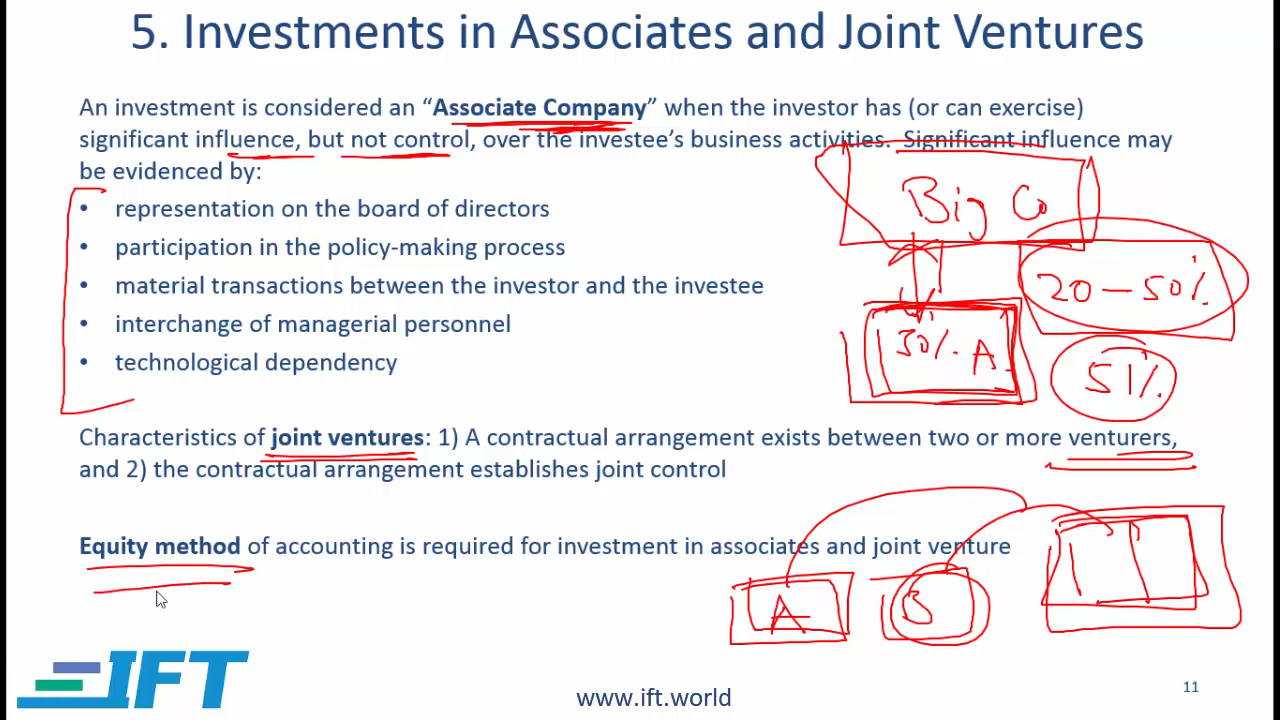 5. Investments in Associates and Joint Ventures
An investment is considered an “Associate Company” when the investor has (or can exercise)
significant influence, but not control, over the investee’s business activities. Significant influence may
be evidenced by:
• representation on the board of directors
• participation in the policy-making process
• material transactions between the investor and the investee
• interchange of managerial personnel
• technological dependency
Big Co
20 – 50%
30% A
51%
Characteristics of joint ventures: 1) A contractual arrangement exists between two or more venturers,
and 2) the contractual arrangement establishes joint control
Equity method of accounting is required for investment in associates and joint venture
A
B
IFT
www.ift.world
11